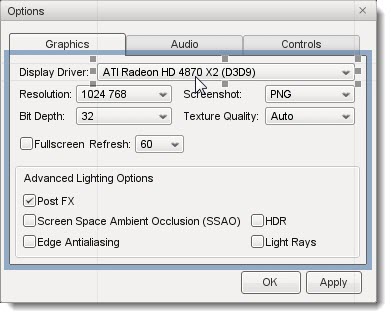 Options
Graphics Audio Controls
Display Driver: ATI Radeon HD 4870 X2 (D3D9)
Resolution: 1024 768 Screenshot: PNG
Bit Depth: 32 Texture Quality: Auto
Fullscreen Refresh: 60
Advanced Lighting Options
Post FX
Screen Space Ambient Occlusion (SSAO) HDR
Edge Antialiasing Light Rays
OK Apply